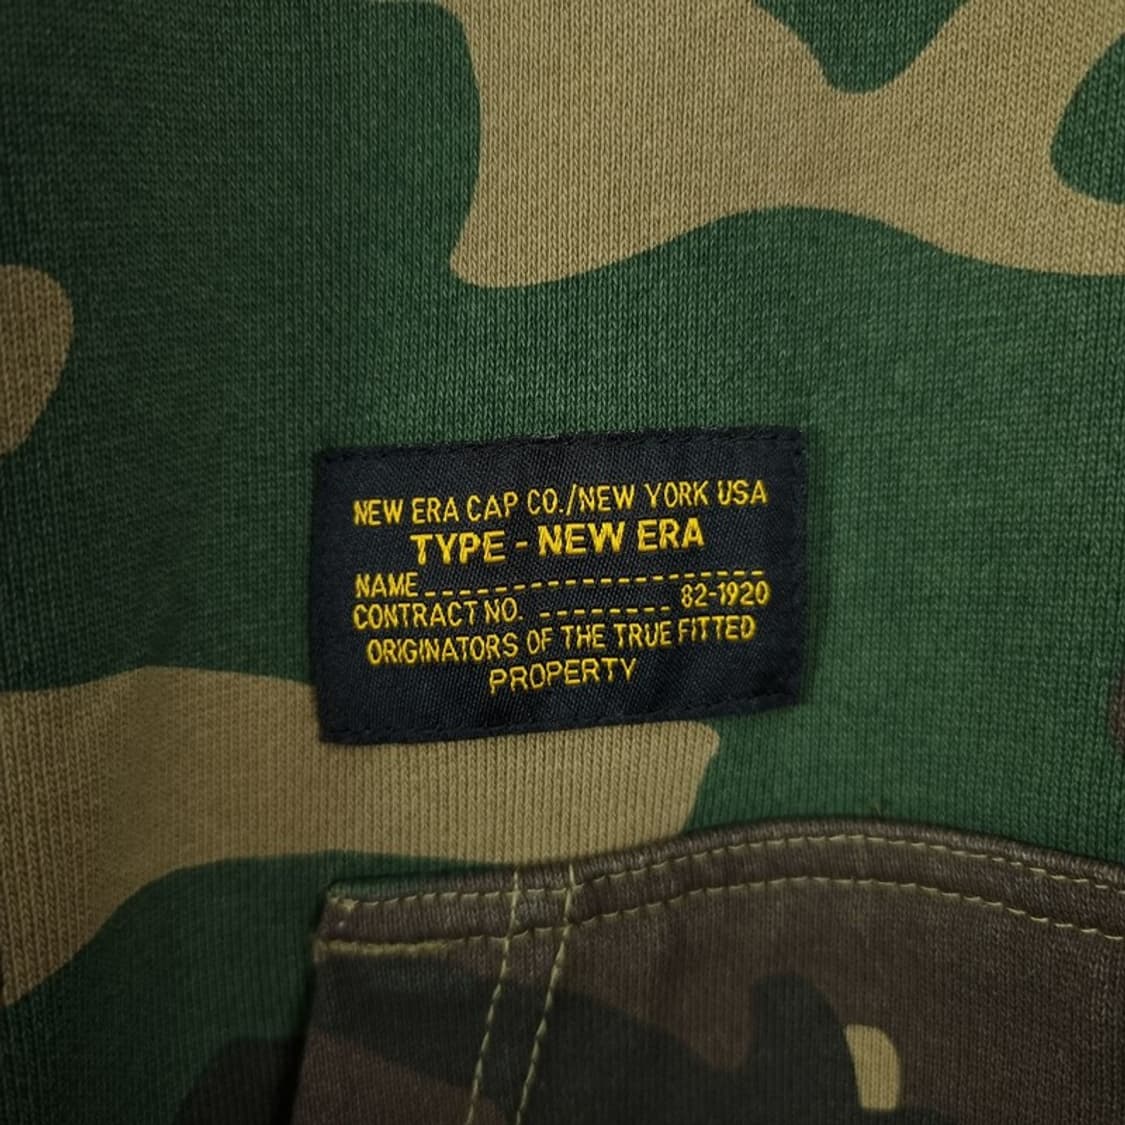 NEW ERA CAP CO./NEW YORK USA
TYPE - NEW ERA
NAME_ _ _ _ _ _ _ _ _ _ _ _ _ _ _ _ _ _ _ _ _ _ _ _
CONTRACT NO. _ _ _ _ _ _ _ _ _ 82-1920
ORIGINATORS OF THE TRUE FITTED
PROPERTY